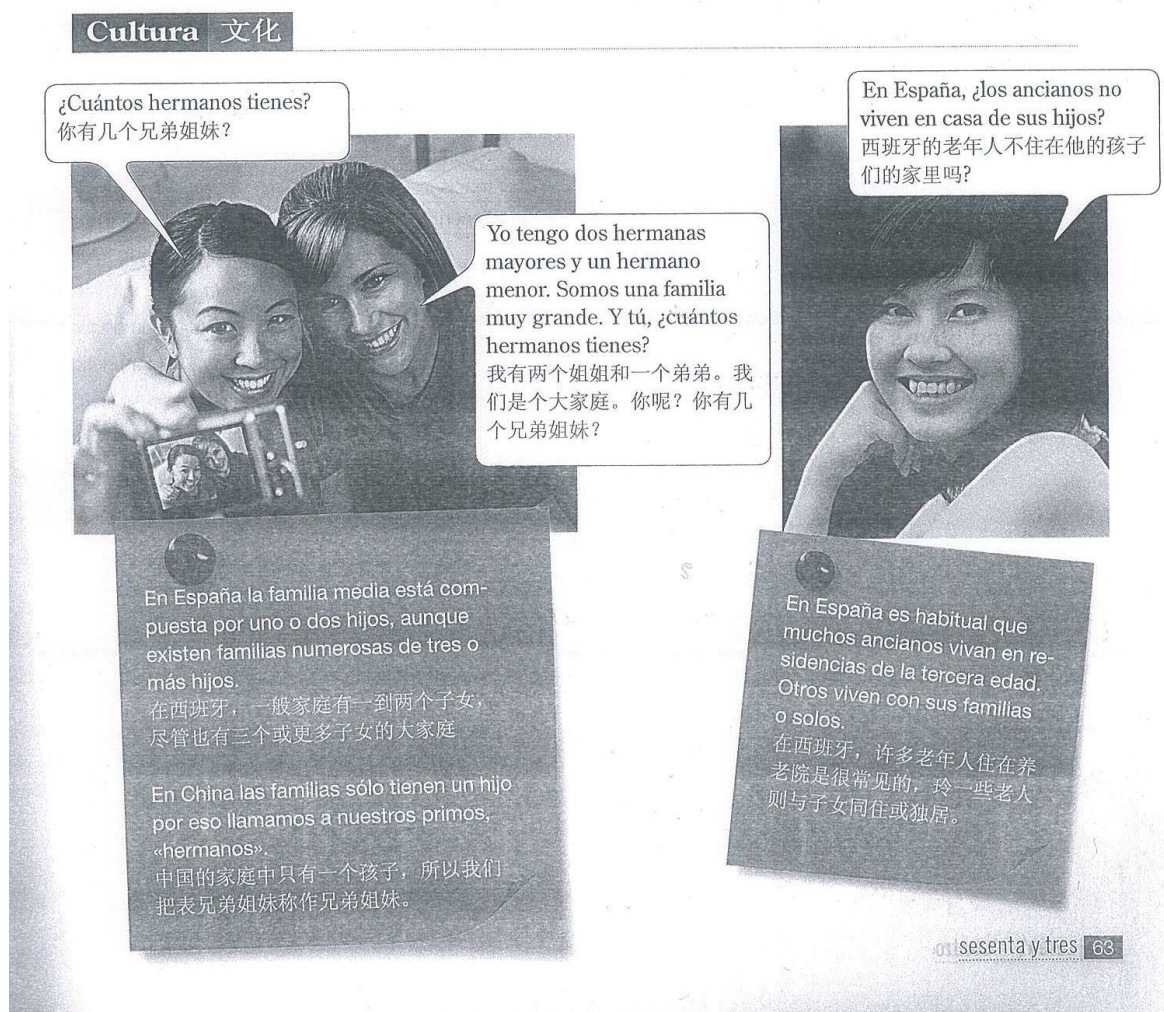 Cultura 文化
¿Cuántos hermanos tienes?
你有几个兄弟姐妹？
Yo tengo dos hermanas
mayores y un hermano
menor. Somos una familia
muy grande. Y tú, ¿cuántos
hermanos tienes?
我有两个姐姐和一个弟弟。我
们是个大家庭。你呢？你有几
个兄弟姐妹？
En España la familia media está com-
puesta por uno o dos hijos, aunque
existen familias numerosas de tres o
más hijos.
在西班牙，一般家庭有一到两个子女，
尽管也有三个或更多子女的大家庭
En China las familias sólo tienen un hijo
por eso llamamos a nuestros primos,
«hermanos».
中国的家庭中只有一个孩子，所以我们
把表兄弟姐妹称作兄弟姐妹。
En España, ¿los ancianos no
viven en casa de sus hijos?
西班牙的老年人不住在他的孩子
们的家里吗?
En España es habitual que
muchos ancianos vivan en re-
sidencias de la tercera edad.
Otros viven con sus familias
o solos.
在西班牙，许多老年人住在养
老院是很常见的，玲一些老人
则与子女同住或独居。
sesenta y tres 63